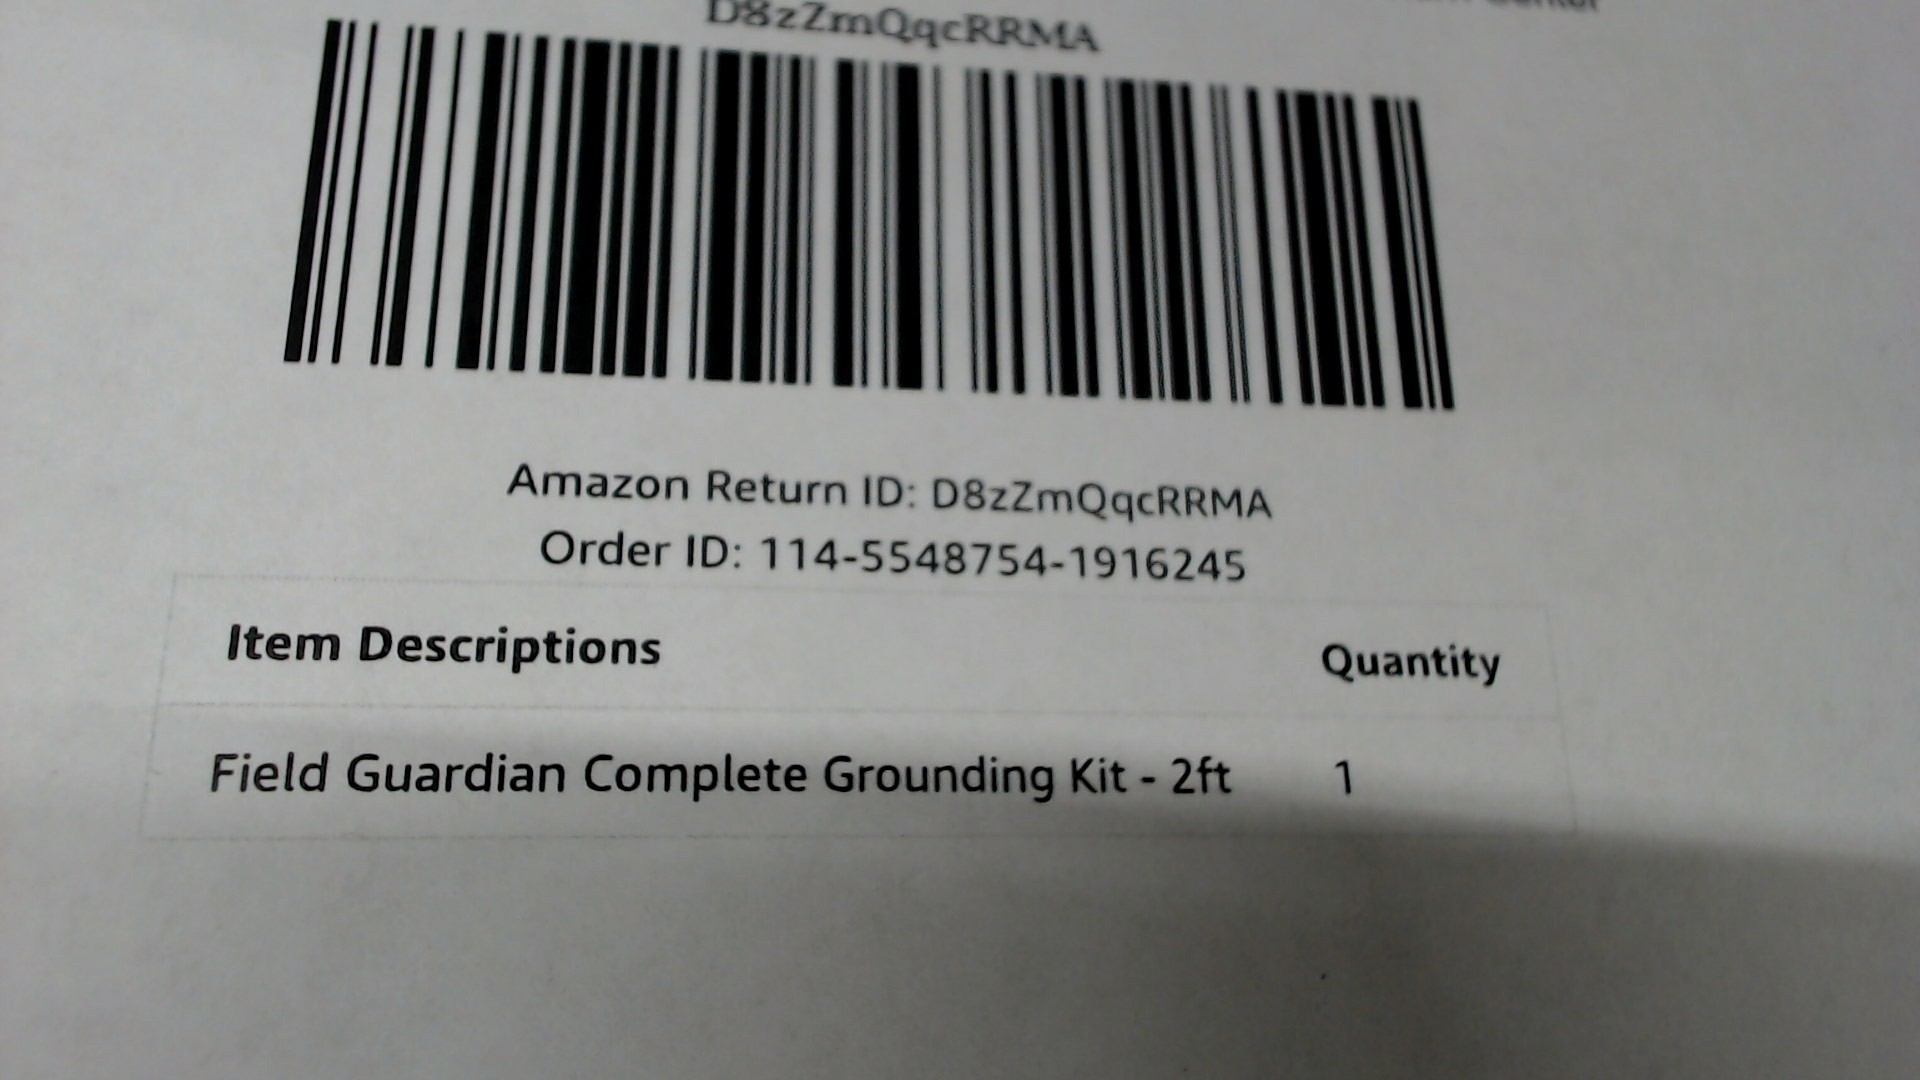 D8zZmQqcRRMA
Amazon Return ID: D8zZmQqcRRMA
Order ID: 114-5548754-1916245
Item Descriptions Quantity
Field Guardian Complete Grounding Kit - 2ft 1